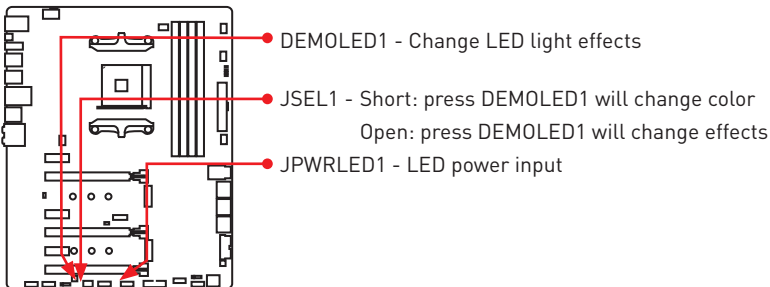 DEMOLED1 - Change LED light effects
JSEL1 - Short: press DEMOLED1 will change color
Open: press DEMOLED1 will change effects
JPWRLED1 - LED power input